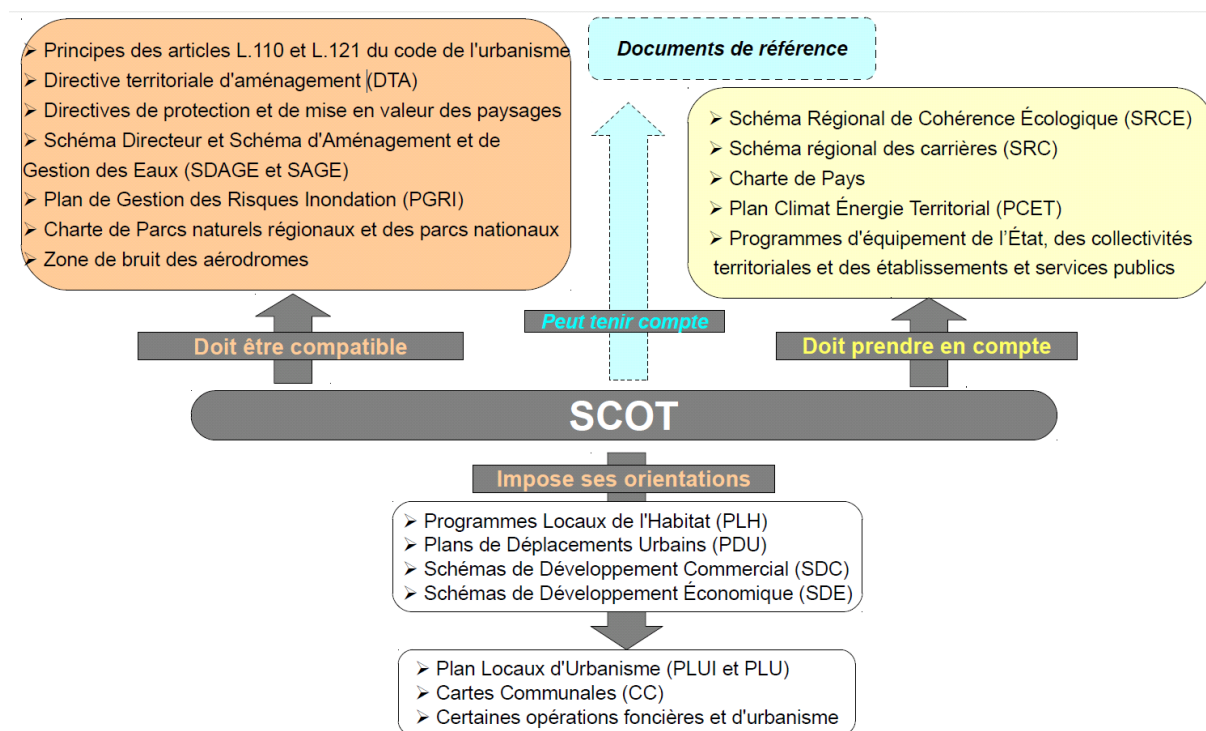 ➢ Principes des articles L.110 et L.121 du code de l'urbanisme
➢ Directive territoriale d'aménagement (DTA)
➢ Directives de protection et de mise en valeur des paysages
➢ Schéma Directeur et Schéma d'Aménagement et de
Gestion des Eaux (SDAGE et SAGE)
➢ Plan de Gestion des Risques Inondation (PGRI)
➢ Charte de Parcs naturels régionaux et des parcs nationaux
➢ Zone de bruit des aérodromes
Documents de référence
➢ Schéma Régional de Cohérence Écologique (SRCE)
➢ Schéma régional des carrières (SRC)
➢ Charte de Pays
➢ Plan Climat Énergie Territorial (PCET)
➢ Programmes d'équipement de l'État, des collectivités
territoriales et des établissements et services publics
Doit être compatible
Peut tenir compte
Doit prendre en compte
SCOT
Impose ses orientations
➢ Programmes Locaux de l'Habitat (PLH)
➢ Plans de Déplacements Urbains (PDU)
➢ Schémas de Développement Commercial (SDC)
➢ Schémas de Développement Économique (SDE)
➢ Plan Locaux d'Urbanisme (PLUI et PLU)
➢ Cartes Communales (CC)
➢ Certaines opérations foncières et d'urbanisme